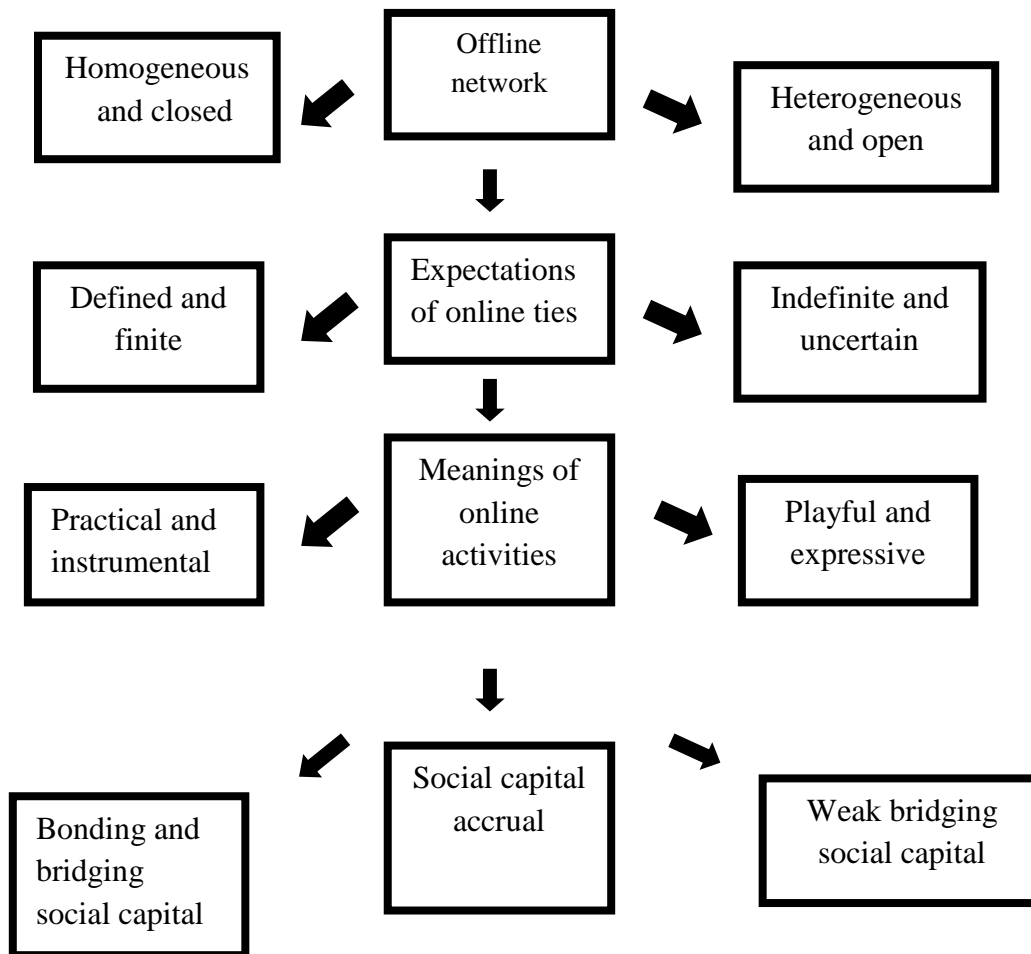 Homogeneous
and closed
Offline
network
Heterogeneous
and open
Defined and
finite
Expectations
of online ties
Indefinite and
uncertain
Practical and
instrumental
Meanings of
online
activities
Playful and
expressive
Bonding and
bridging
social capital
Social capital
accrual
Weak bridging
social capital